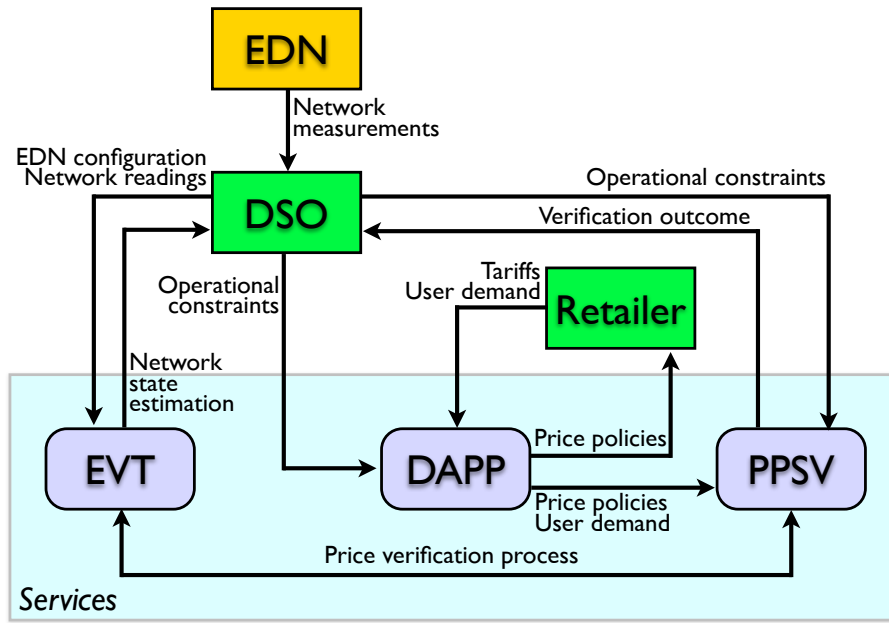 EDN
Network
measurements
EDN configuration
Network readings
Operational constraints
DSO
Verification outcome
Operational
constraints
Tariffs
User demand
Retailer
Network
state
estimation
EVT
DAPP
Price policies
PPSV
Price policies
User demand
Price verification process
Services